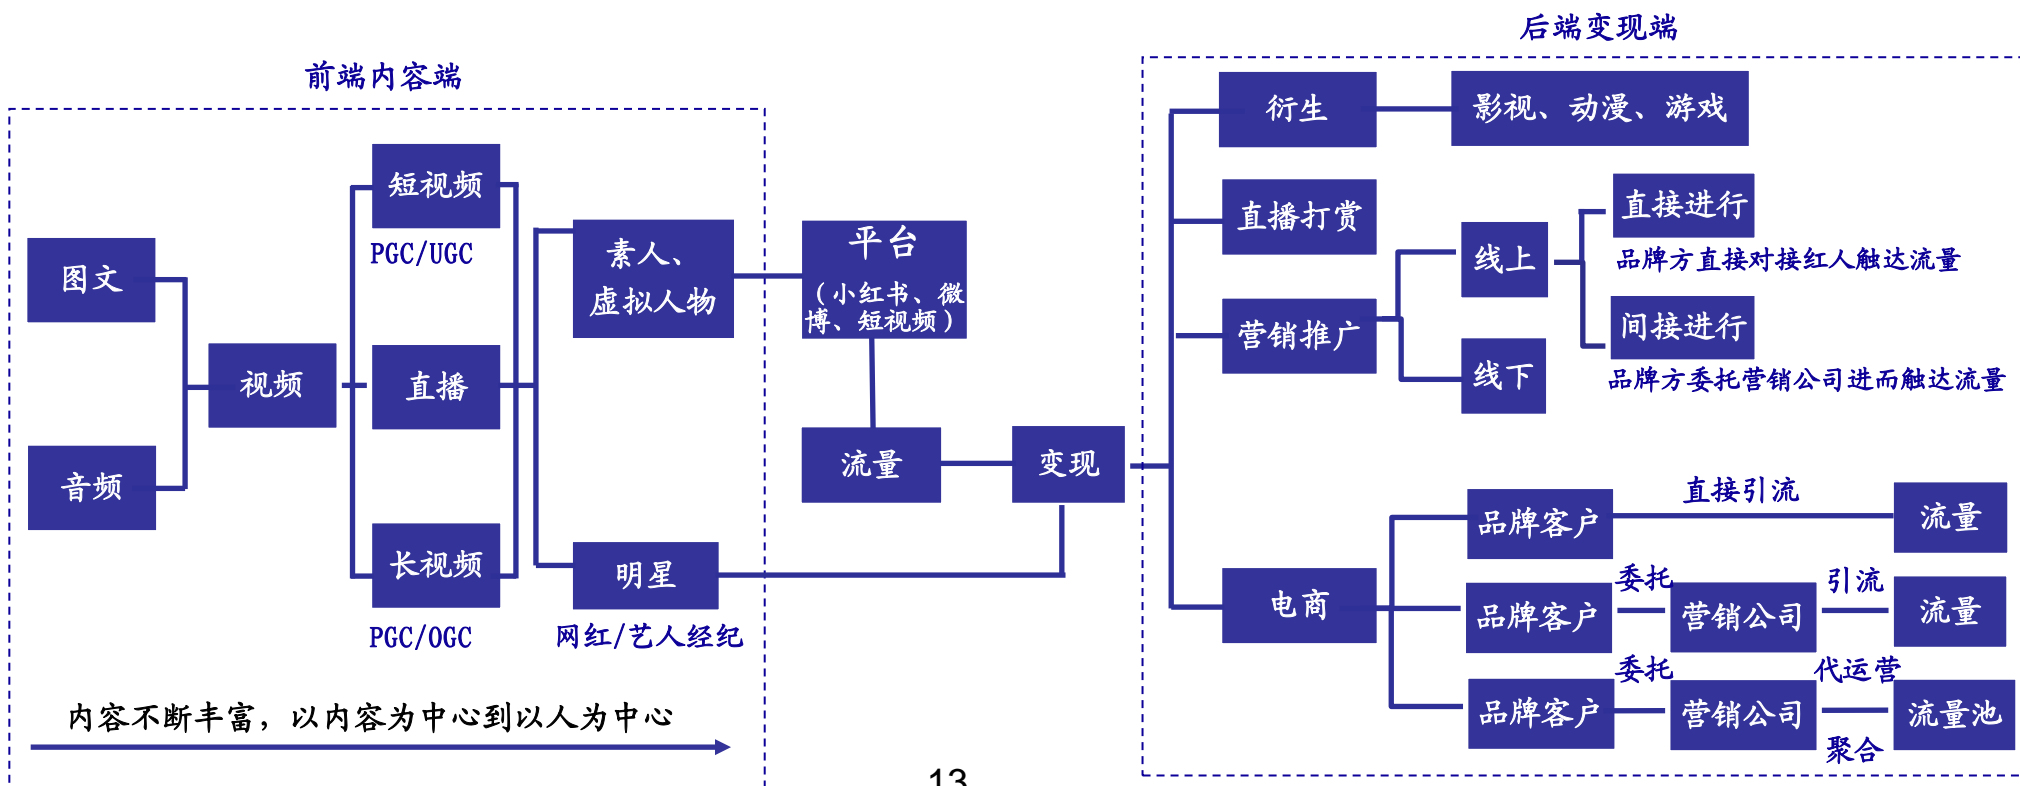 后端变现端
前端内容端
图文
音频
视频
短视频
PGC/UGC
直播
长视频
PGC/OGC
素人、
虚拟人物
明星
网红/艺人经纪
内容不断丰富，以内容为中心到以人为中心
平台
（小红书、微
博、短视频）
流量
变现
衍生
影视、动漫、游戏
直播打赏
营销推广
线上
直接进行
品牌方直接对接红人触达流量
间接进行
品牌方委托营销公司进而触达流量
线下
电商
品牌客户
直接引流
流量
品牌客户
委托
营销公司
引流
流量
品牌客户
委托
营销公司
代运营
聚合
流量池
13